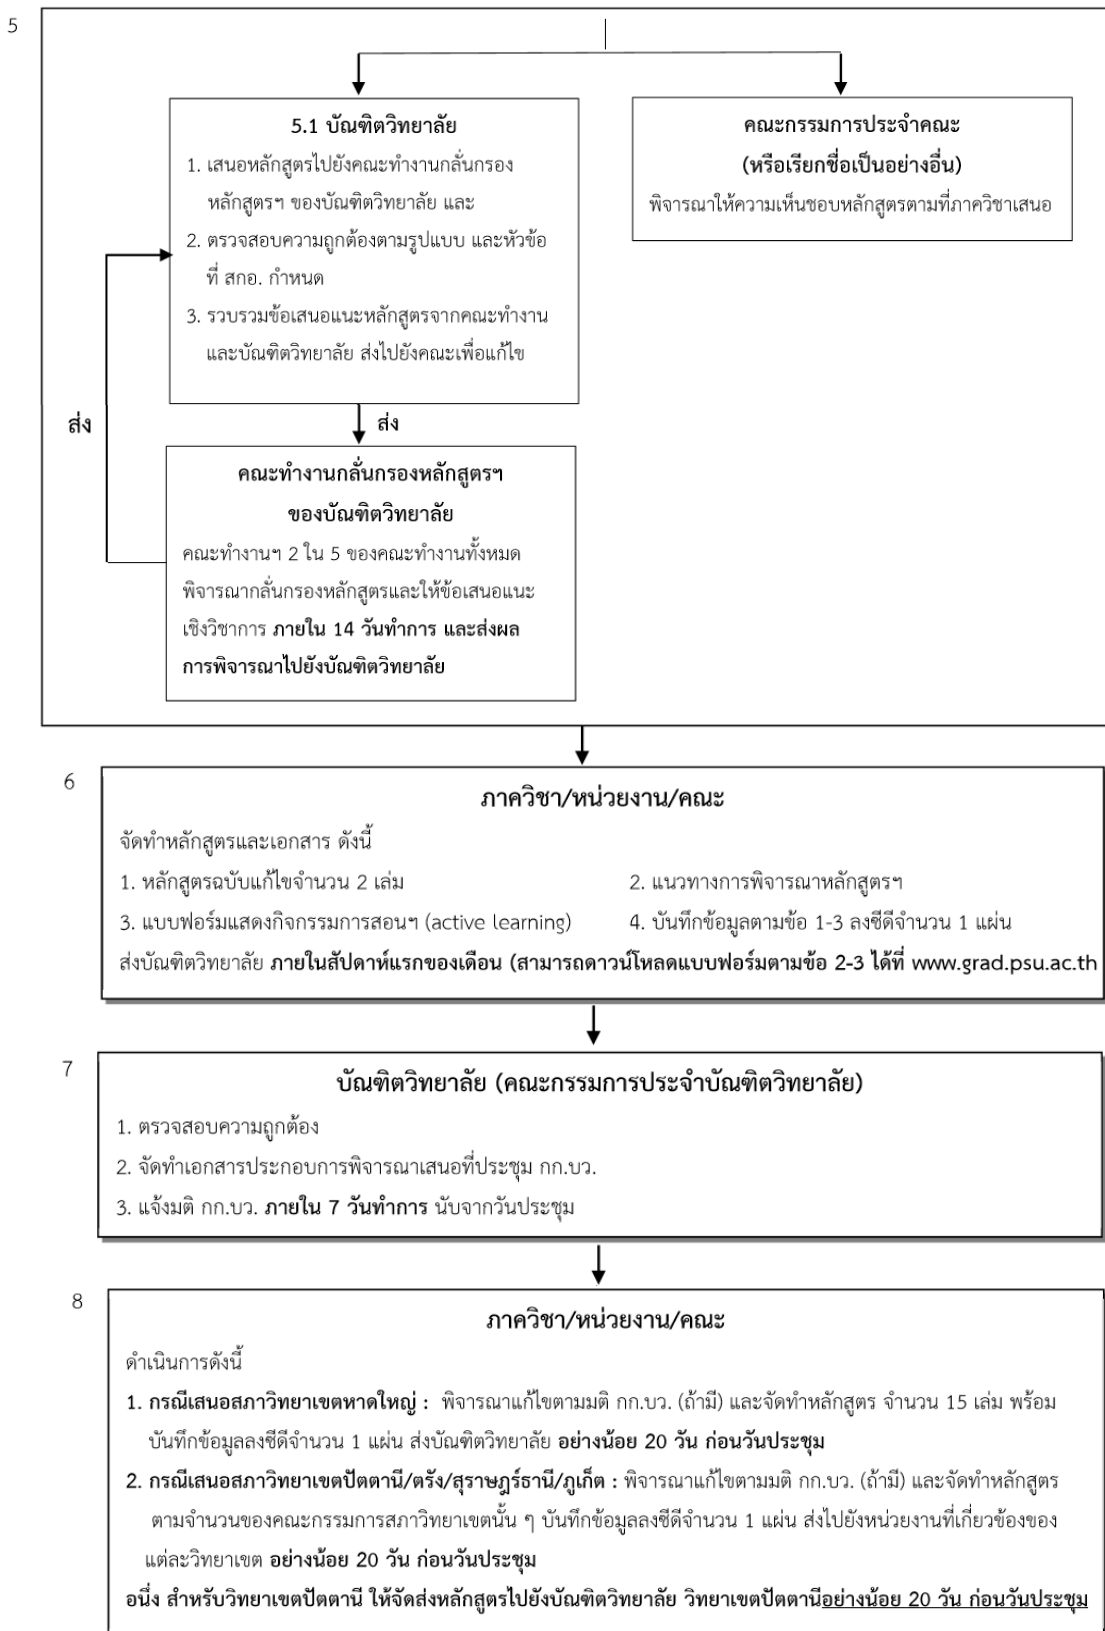 5
5.1 บัณฑิตวิทยาลัย
1. เสนอหลักสูตรไปยังคณะทำงานกลั่นกรอง
หลักสูตรฯ ของบัณฑิตวิทยาลัย และ
2. ตรวจสอบความถูกต้องตามรูปแบบ และหัวข้อ
ที่ สกอ. กำหนด
3. รวบรวมข้อเสนอแนะหลักสูตรจากคณะทำงาน
และบัณฑิตวิทยาลัย ส่งไปยังคณะเพื่อแก้ไข
คณะกรรมการประจำคณะ
(หรือเรียกชื่อเป็นอย่างอื่น)
พิจารณาให้ความเห็นชอบหลักสูตรตามที่ภาควิชาเสนอ
ส่ง
ส่ง
คณะทำงานกลั่นกรองหลักสูตรฯ
ของบัณฑิตวิทยาลัย
คณะทำงานฯ 2 ใน 5 ของคณะทำงานทั้งหมด
พิจารณากลั่นกรองหลักสูตรและให้ข้อเสนอแนะ
เชิงวิชาการ ภายใน 14 วันทำการ และส่งผล
การพิจารณาไปยังบัณฑิตวิทยาลัย
6
ภาควิชา/หน่วยงาน/คณะ
จัดทำหลักสูตรและเอกสาร ดังนี้
1. หลักสูตรฉบับแก้ไขจำนวน 2 เล่ม 2. แนวทางการพิจารณาหลักสูตรฯ
3. แบบฟอร์มแสดงกิจกรรมการสอนฯ (active learning) 4. บันทึกข้อมูลตามข้อ 1-3 ลงซีดีจำนวน 1 แผ่น
ส่งบัณฑิตวิทยาลัย ภายในสัปดาห์แรกของเดือน (สามารถดาวน์โหลดแบบฟอร์มตามข้อ 2-3 ได้ที่ www.grad.psu.ac.th
7
บัณฑิตวิทยาลัย (คณะกรรมการประจำบัณฑิตวิทยาลัย)
1. ตรวจสอบความถูกต้อง
2. จัดทำเอกสารประกอบการพิจารณาเสนอที่ประชุม กก.บว.
3. แจ้งมติ กก.บว. ภายใน 7 วันทำการ นับจากวันประชุม
8
ภาควิชา/หน่วยงาน/คณะ
ดำเนินการดังนี้
1. กรณีเสนอสภาวิทยาเขตหาดใหญ่ : พิจารณาแก้ไขตามมติ กก.บว. (ถ้ามี) และจัดทำหลักสูตร จำนวน 15 เล่ม พร้อม
บันทึกข้อมูลลงซีดีจำนวน 1 แผ่น ส่งบัณฑิตวิทยาลัย อย่างน้อย 20 วัน ก่อนวันประชุม
2. กรณีเสนอสภาวิทยาเขตปัตตานี/ตรัง/สุราษฎร์ธานี/ภูเก็ต : พิจารณาแก้ไขตามมติ กก.บว. (ถ้ามี) และจัดทำหลักสูตร
ตามจำนวนของคณะกรรมการสภาวิทยาเขตนั้น ๆ บันทึกข้อมูลลงซีดีจำนวน 1 แผ่น ส่งไปยังหน่วยงานที่เกี่ยวข้องของ
แต่ละวิทยาเขต อย่างน้อย 20 วัน ก่อนวันประชุม
อนึ่ง สำหรับวิทยาเขตปัตตานี ให้จัดส่งหลักสูตรไปยังบัณฑิตวิทยาลัย วิทยาเขตปัตตานีอย่างน้อย 20 วัน ก่อนวันประชุม